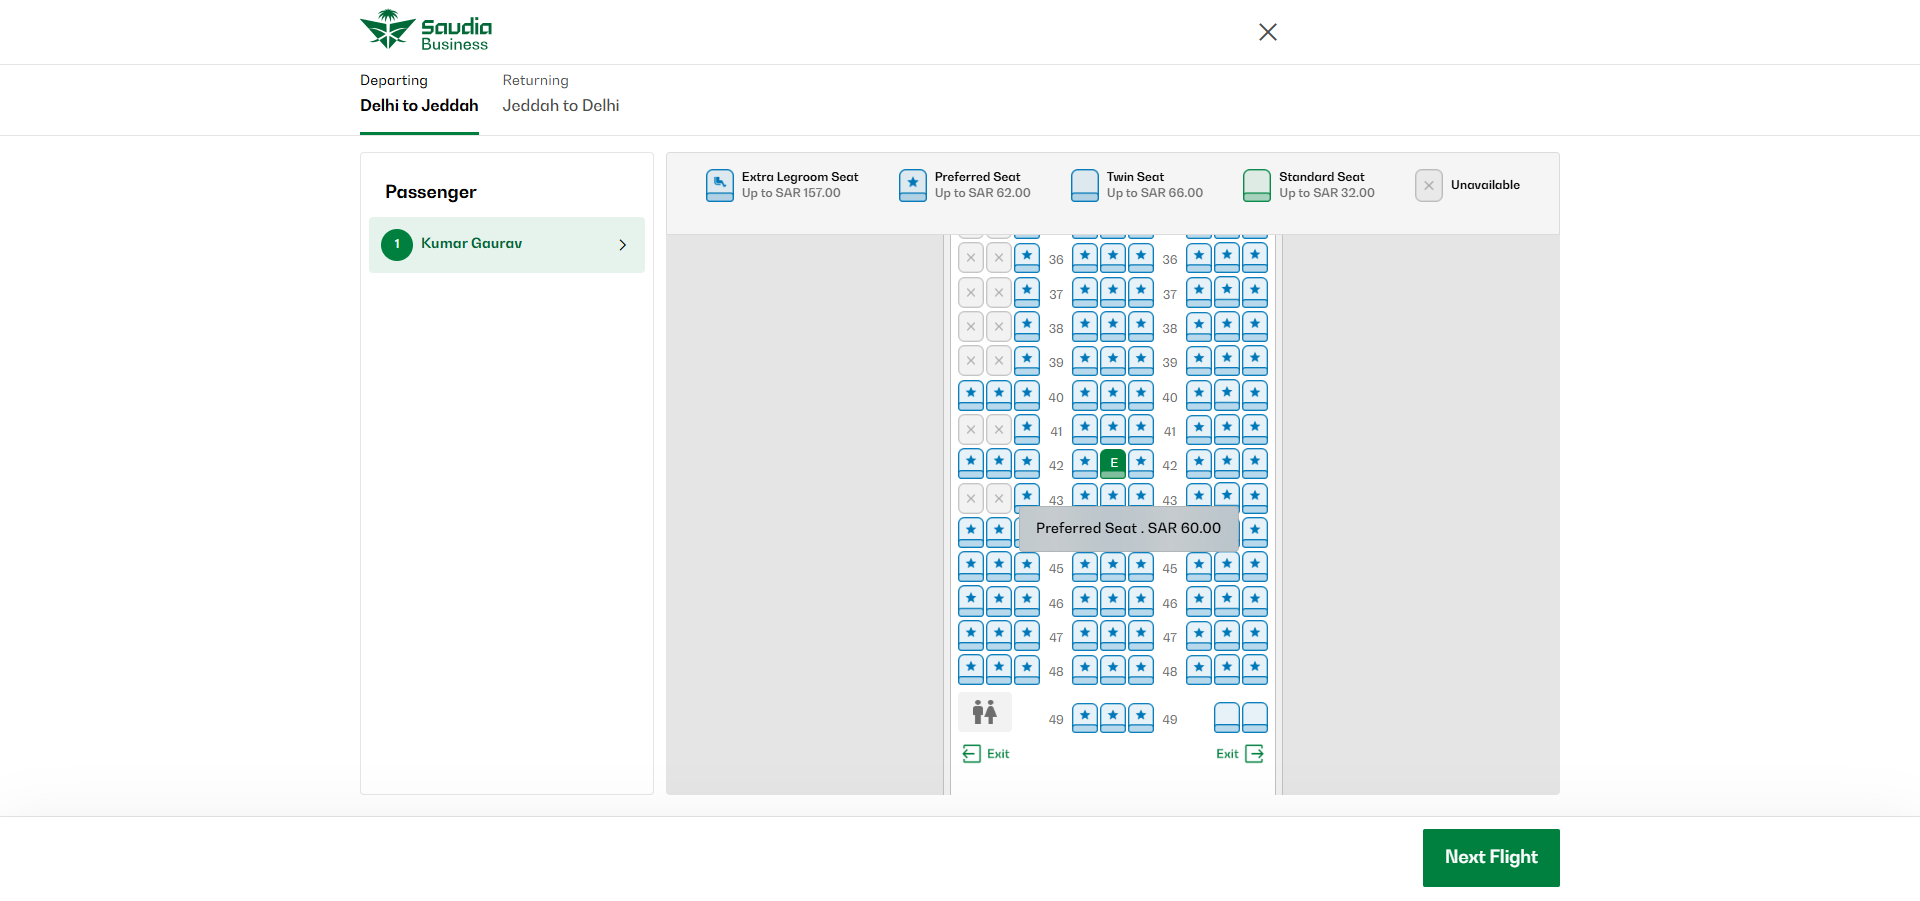 Saudia
Business
Departing
Delhi to Jeddah
Returning
Jeddah to Delhi
Passenger
1 Kumar Gaurav
Extra Legroom Seat
Up to SAR 157.00
Preferred Seat
Up to SAR 62.00
Twin Seat
Up to SAR 66.00
Standard Seat
Up to SAR 32.00
Unavailable
36 36
37 37
38 38
39 39
40 40
41 41
42 E 42
43 43
Preferred Seat . SAR 60.00
45 45
46 46
47 47
48 48
49 49
Exit Exit
Next Flight